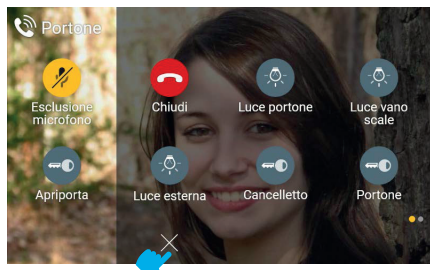 Portone
Esclusione
microfono
Chiudi
Luce portone
Luce vano
scale
Apriporta
Luce esterna
Cancelletto
Portone